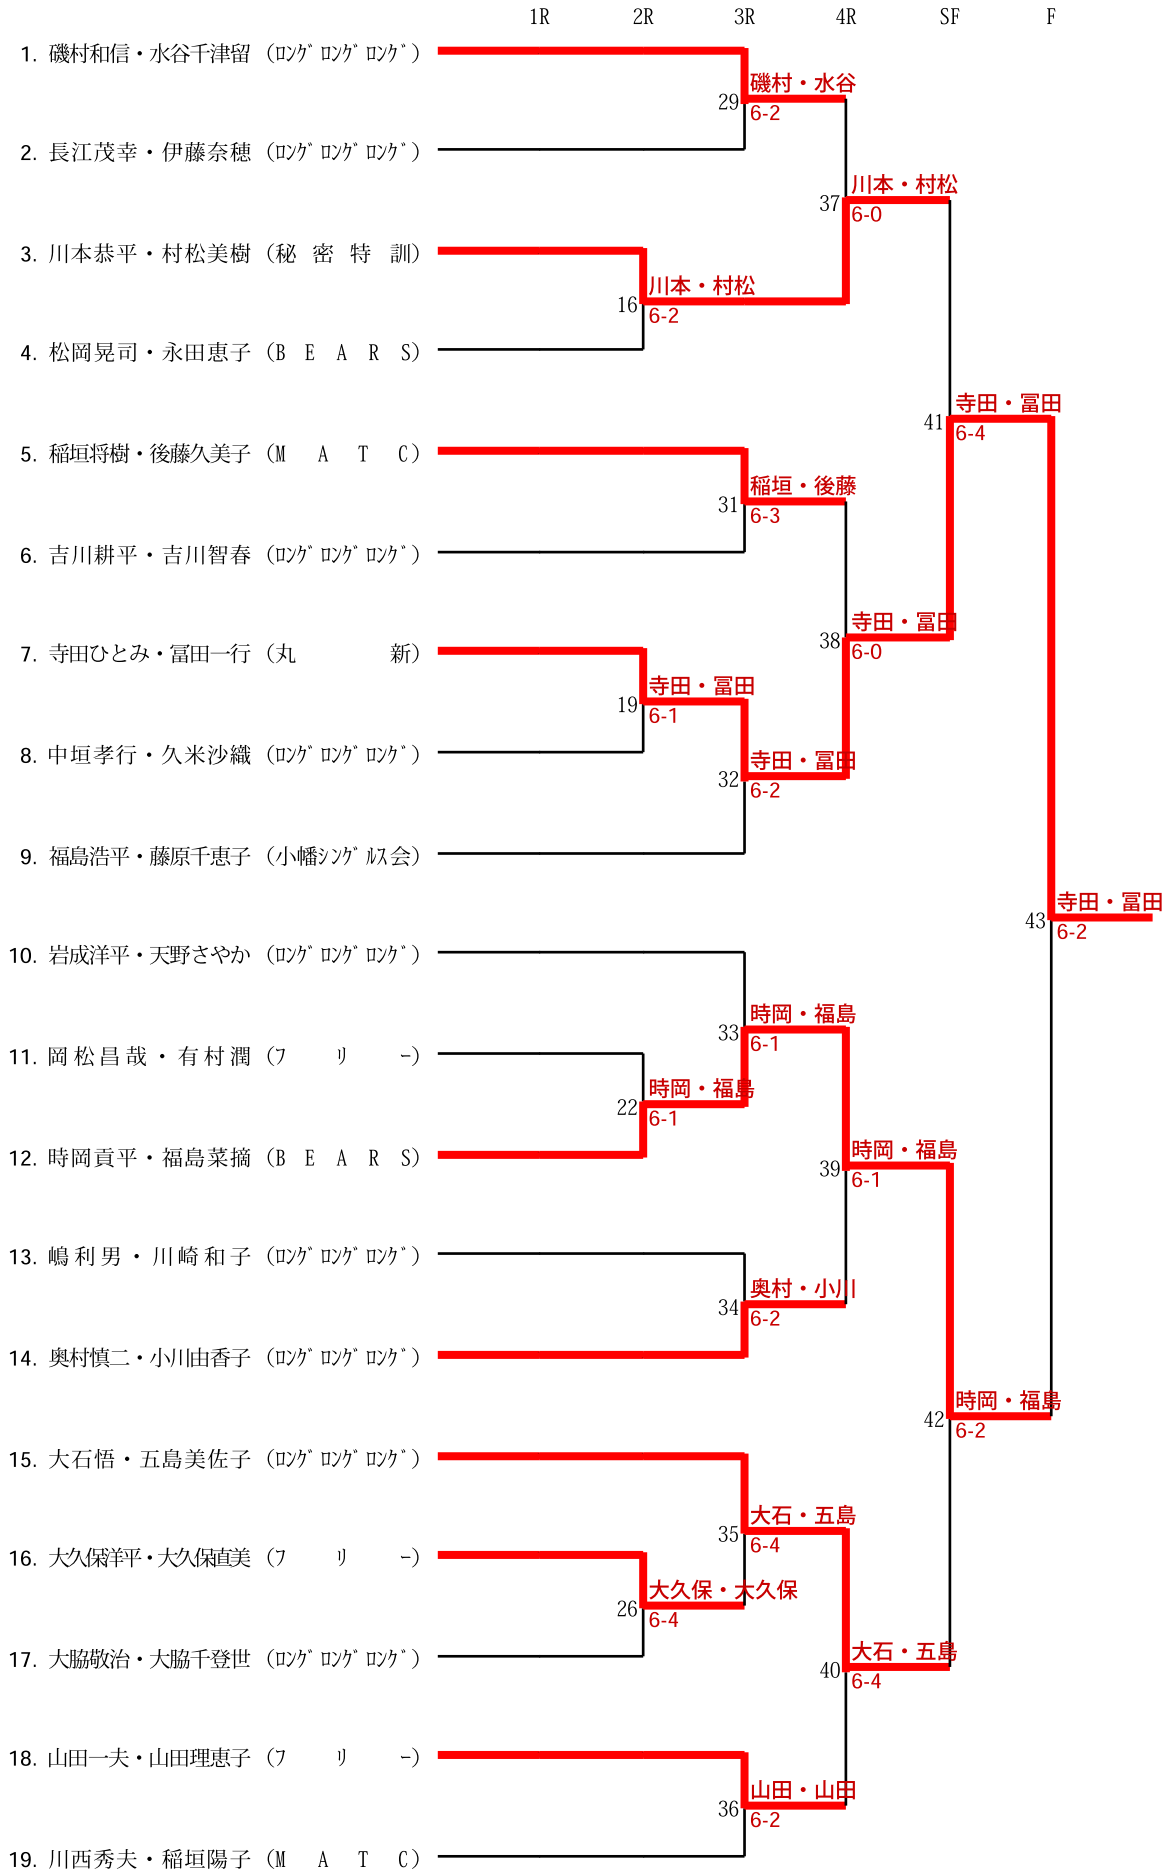 1R 2R 3R 4R SF F
1. 磯村和信・水谷千津留 (ﾛﾝｸﾞﾛﾝｸﾞﾛﾝｸﾞ)
磯村・水谷
29
6-2
2. 長江茂幸・伊藤奈穂 (ﾛﾝｸﾞﾛﾝｸﾞﾛﾝｸﾞ)
川本・村松
37
6-0
3. 川本恭平・村松美樹 (秘密特訓)
川本・村松
16
6-2
4. 松岡晃司・永田恵子 (BEARS)
寺田・冨田
41
6-4
5. 稲垣将樹・後藤久美子 (MATC)
稲垣・後藤
31
6-3
6. 吉川耕平・吉川智春 (ﾛﾝｸﾞﾛﾝｸﾞﾛﾝｸﾞ)
寺田・冨田
38
6-0
7. 寺田ひとみ・冨田一行 (丸新)
寺田・冨田
19
6-1
8. 中垣孝行・久米沙織 (ﾛﾝｸﾞﾛﾝｸﾞﾛﾝｸﾞ)
寺田・冨田
32
6-2
9. 福島浩平・藤原千恵子 (小幡ｼﾝｸﾞﾙｽ会)
寺田・冨田
43
6-2
10. 岩成洋平・天野さやか (ﾛﾝｸﾞﾛﾝｸﾞﾛﾝｸﾞ)
時岡・福島
33
6-1
11. 岡松昌哉・有村潤 (ﾌﾘｰ)
時岡・福島
22
6-1
12. 時岡貢平・福島菜摘 (BEARS)
時岡・福島
39
6-1
13. 嶋利男・川崎和子 (ﾛﾝｸﾞﾛﾝｸﾞﾛﾝｸﾞ)
奥村・小川
34
6-2
14. 奥村慎二・小川由香子 (ﾛﾝｸﾞﾛﾝｸﾞﾛﾝｸﾞ)
時岡・福島
42
6-2
15. 大石悟・五島美佐子 (ﾛﾝｸﾞﾛﾝｸﾞﾛﾝｸﾞ)
大石・五島
35
6-4
16. 大久保洋平・大久保直美 (ﾌﾘｰ)
大久保・大久保
26
6-4
17. 大脇敬治・大脇千登世 (ﾛﾝｸﾞﾛﾝｸﾞﾛﾝｸﾞ)
大石・五島
40
6-4
18. 山田一夫・山田理恵子 (ﾌﾘｰ)
山田・山田
36
6-2
19. 川西秀夫・稲垣陽子 (MATC)